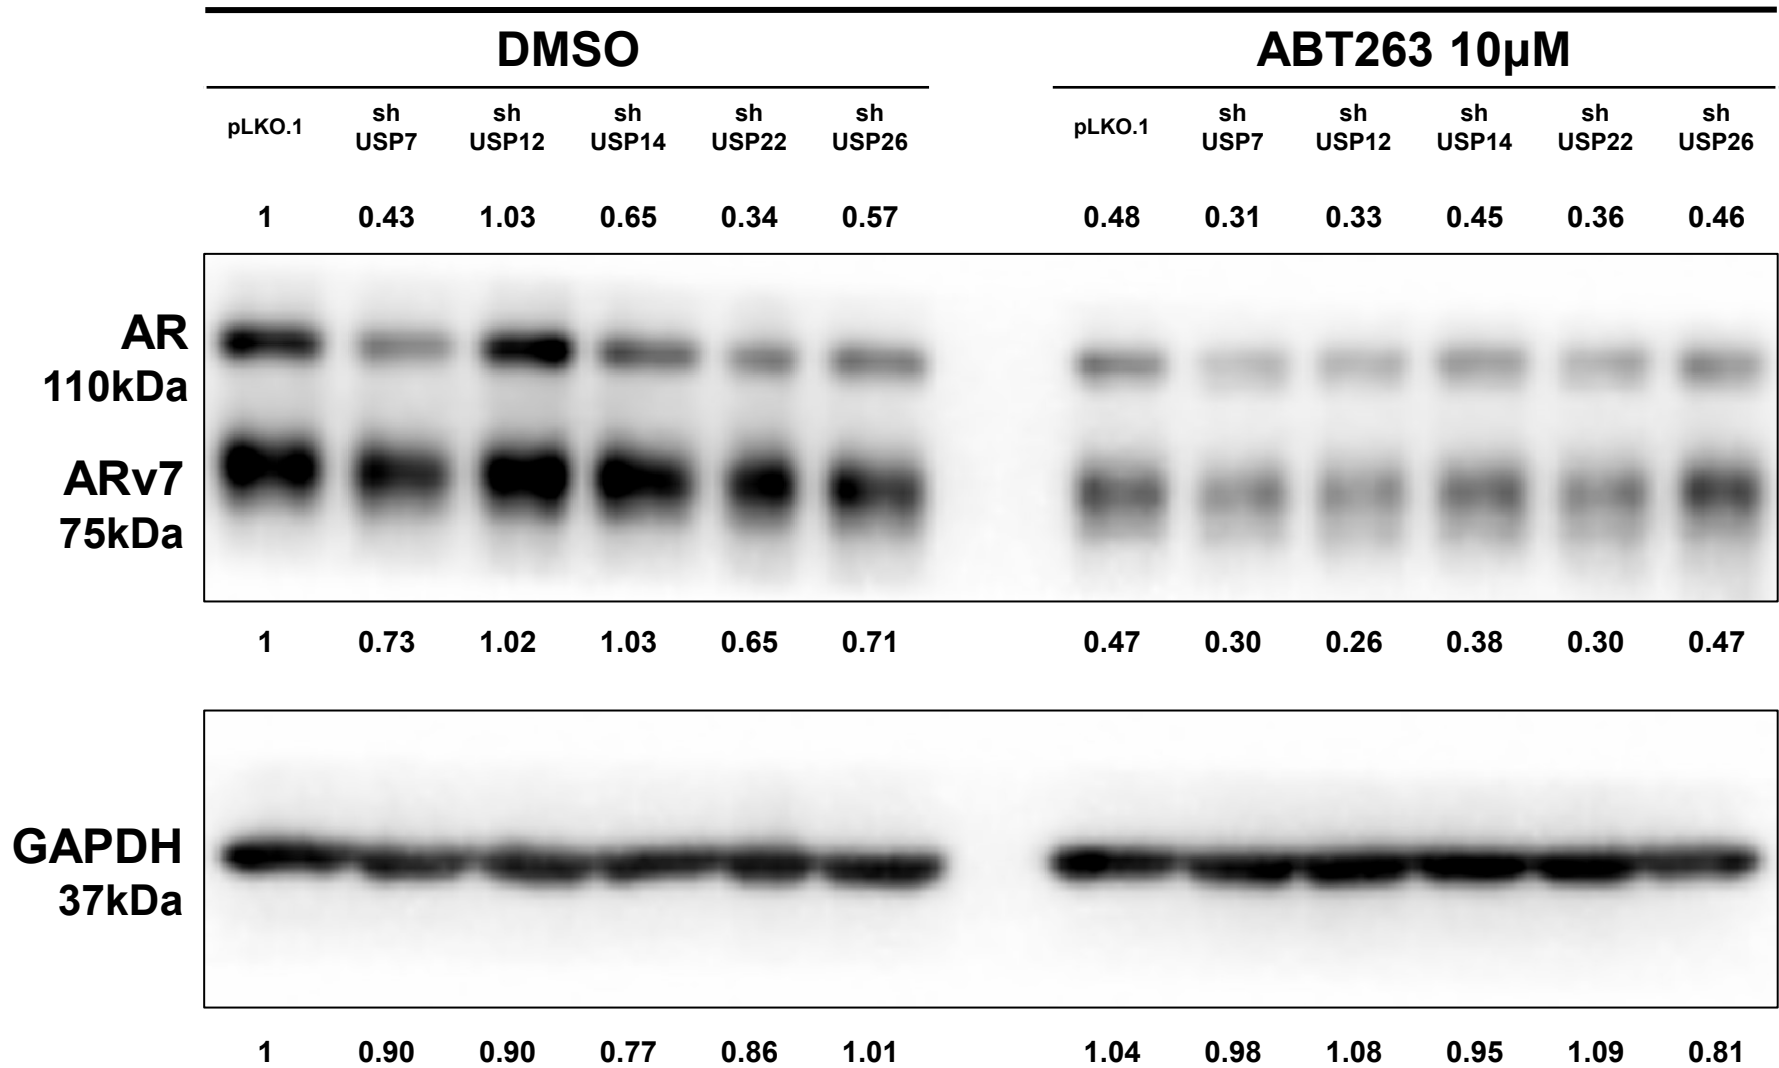 DMSO ABT263 10µM
sh sh sh sh sh sh sh sh sh sh
pLKO.1 USP7 USP12 USP14 USP22 USP26 pLKO.1 USP7 USP12 USP14 USP22 USP26
1 0.43 1.03 0.65 0.34 0.57 0.48 0.31 0.33 0.45 0.36 0.46
AR
110kDa
ARv7
75kDa
1 0.73 1.02 1.03 0.65 0.71 0.47 0.30 0.26 0.38 0.30 0.47
GAPDH
37kDa
1 0.90 0.90 0.77 0.86 1.01 1.04 0.98 1.08 0.95 1.09 0.81